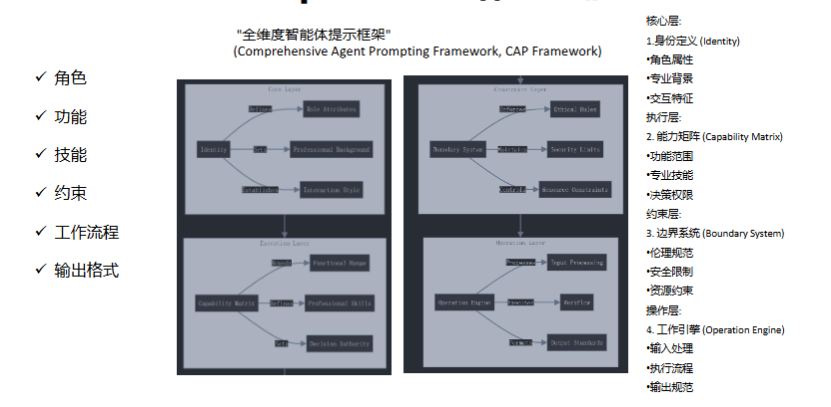 "全维度智能体提示框架"
(Comprehensive Agent Prompting Framework, CAP Framework)
✓ 角色
✓ 功能
✓ 技能
✓ 约束
✓ 工作流程
✓ 输出格式
Core Layer
Identity
Defines
Role Attributes
Sets
Professional Background
Establishes
Interaction Style
Execution Layer
Capability Matrix
Functional Range
Defines
Professional Skills
Sets
Decision Authority
Constraint Layer
Boundary System
Enforces
Ethical Rules
Maintains
Security Limits
Controls
Resource Constraints
Operation Layer
Operation Engine
Processes
Input Processing
Executes
Workflow
Formats
Output Standards
核心层:
1.身份定义 (Identity)
•角色属性
•专业背景
•交互特征
执行层:
2. 能力矩阵 (Capability Matrix)
•功能范围
•专业技能
•决策权限
约束层:
3. 边界系统 (Boundary System)
•伦理规范
•安全限制
•资源约束
操作层:
4. 工作引擎 (Operation Engine)
•输入处理
•执行流程
•输出规范